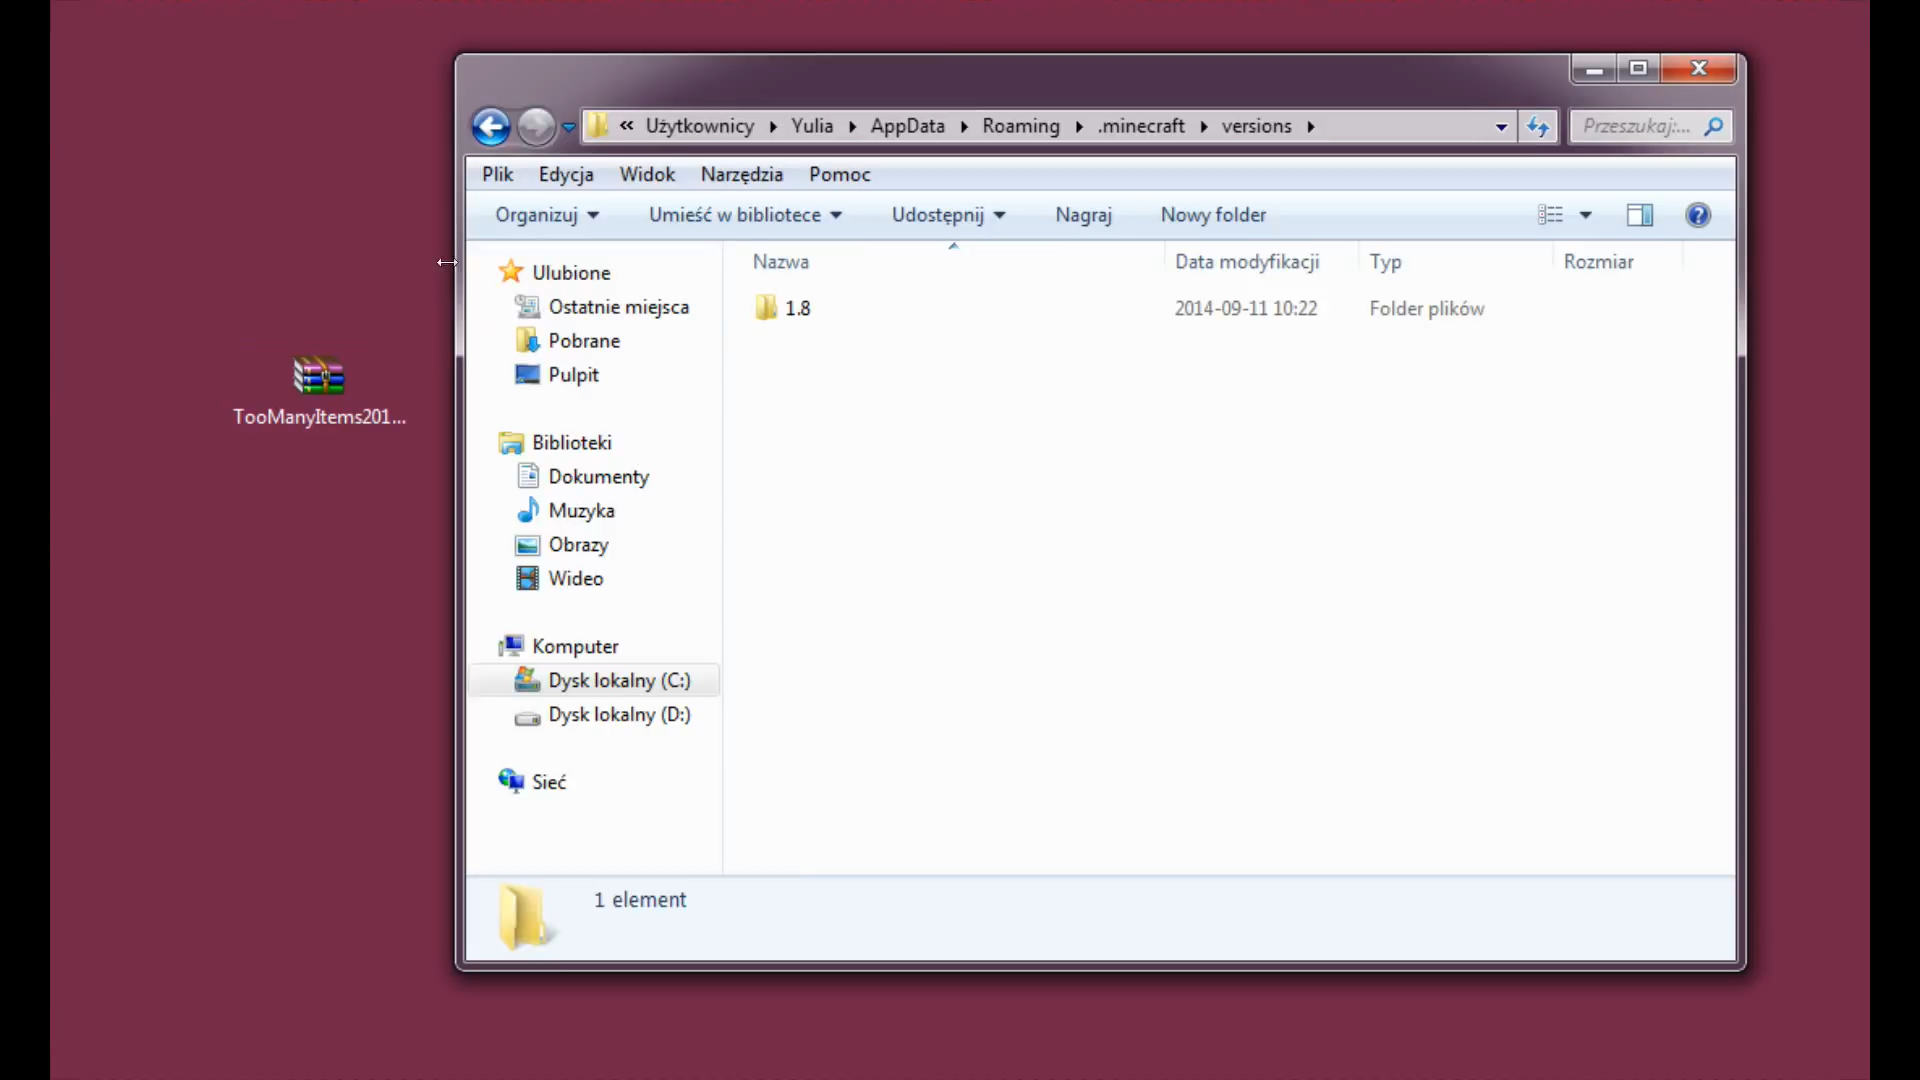 « Użytkownicy Yulia AppData Roaming .minecraft versions
Przeszukaj:...
Plik Edycja Widok Narzędzia Pomoc
Organizuj Umieść w bibliotece Udostępnij Nagraj Nowy folder
Nazwa Data modyfikacji Typ Rozmiar
1.8 2014-09-11 10:22 Folder plików
Ulubione
Ostatnie miejsca
Pobrane
Pulpit
Biblioteki
Dokumenty
Muzyka
Obrazy
Wideo
Komputer
Dysk lokalny (C:)
Dysk lokalny (D:)
Sieć
1 element
TooManyItems201...